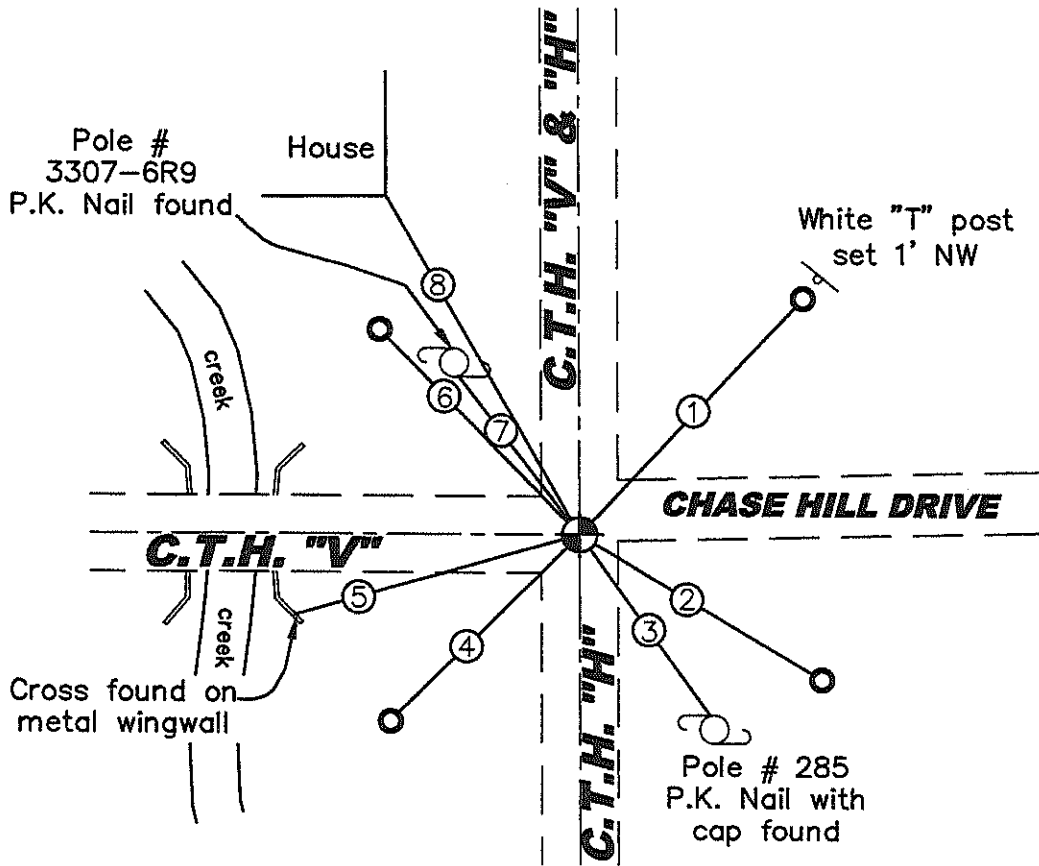 C.T.H. "V" & "H"
Pole #
3307-6R9
P.K. Nail found
House
White "T" post
set 1' NW
8
creek
6
7
1
CHASE HILL DRIVE
C.T.H. "V"
5
2
3
4
creek
C.T.H. "H"
Cross found on
metal wingwall
Pole # 285
P.K. Nail with
cap found